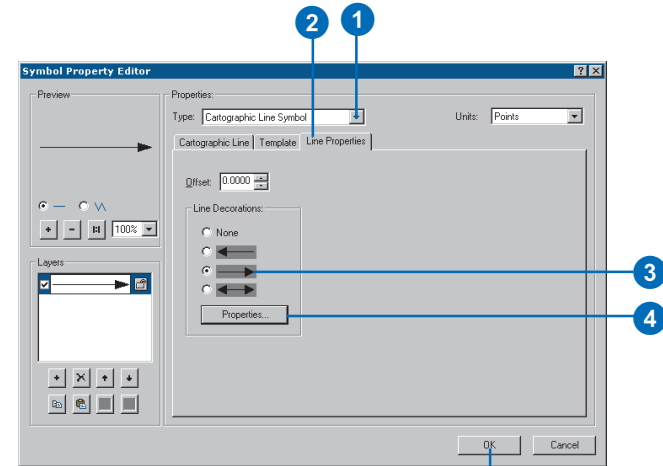 2 1
Symbol Property Editor
Preview
Properties:
Type: Cartographic Line Symbol
Units: Points
Cartographic Line Template Line Properties
Offset: 0.0000
Line Decorations:
None
100%
Layers
3
Properties...
4
OK Cancel